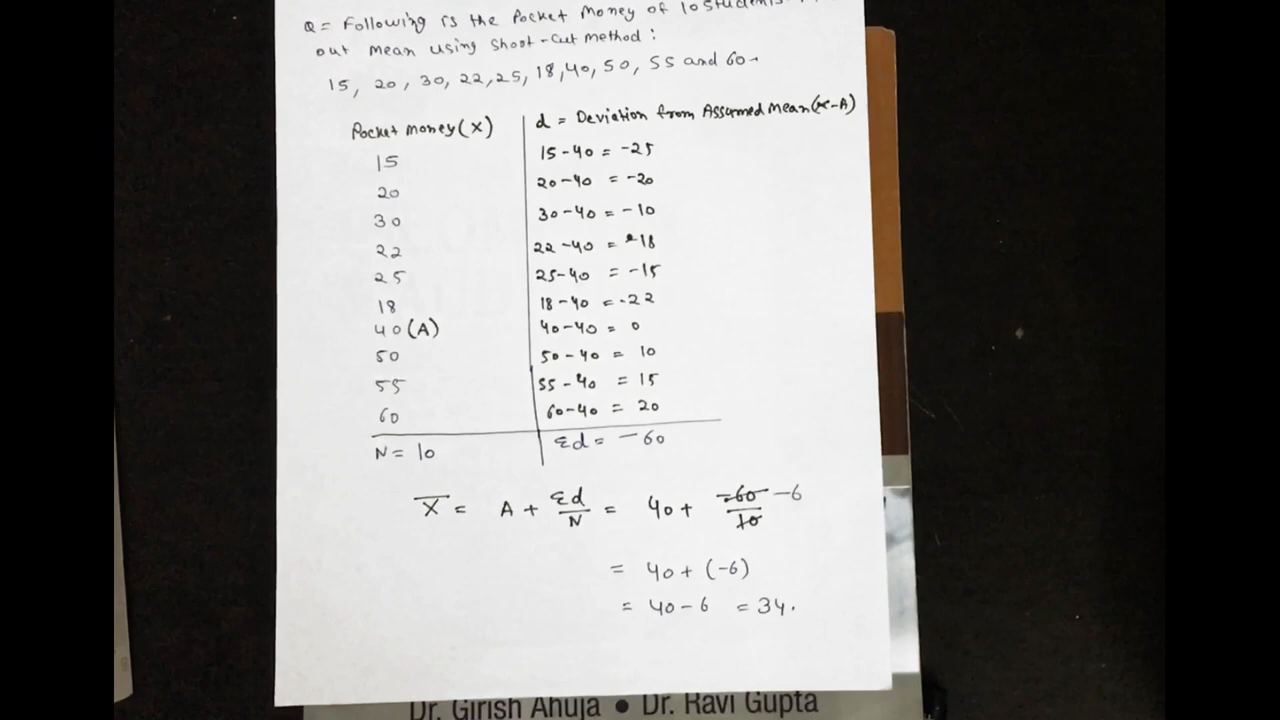 Q = Following is the Pocket Money of 10 Students.
out mean using Short-cut method :
15, 20, 30, 22, 25, 18, 40, 50, 55 and 60.
Pocket money (X) d = Deviation from Assumed Mean (x-A)
15 15-40 = -25
20 20-40 = -20
30 30-40 = -10
22 22-40 = -18
25 25-40 = -15
18 18-40 = -22
40 (A) 40-40 = 0
50 50-40 = 10
55 55-40 = 15
60 60-40 = 20
N = 10 Σd = -60
X̄ = A + Σd/N = 40 + -60/10 -6
= 40 + (-6)
= 40 - 6 = 34.
Dr. Girish Ahuja • Dr. Ravi Gupta